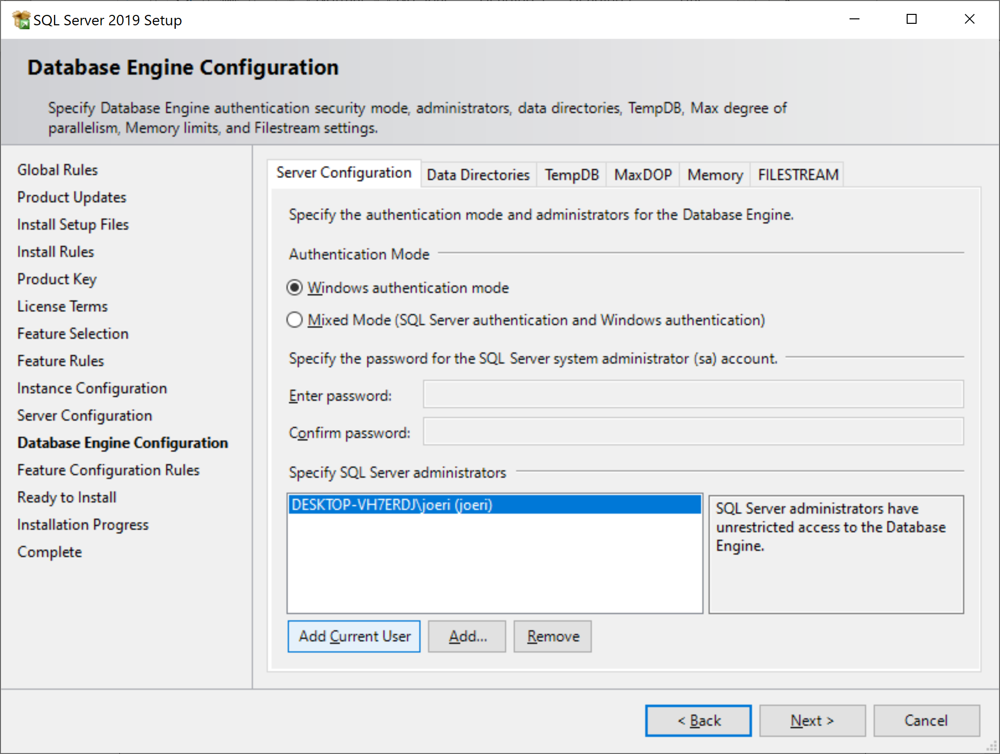 SQL Server 2019 Setup
Database Engine Configuration
Specify Database Engine authentication security mode, administrators, data directories, TempDB, Max degree of
parallelism, Memory limits, and Filestream settings.
Global Rules
Product Updates
Install Setup Files
Install Rules
Product Key
License Terms
Feature Selection
Feature Rules
Instance Configuration
Server Configuration
Database Engine Configuration
Feature Configuration Rules
Ready to Install
Installation Progress
Complete
Server Configuration Data Directories TempDB MaxDOP Memory FILESTREAM
Specify the authentication mode and administrators for the Database Engine.
Authentication Mode
Windows authentication mode
Mixed Mode (SQL Server authentication and Windows authentication)
Specify the password for the SQL Server system administrator (sa) account.
Enter password:
Confirm password:
Specify SQL Server administrators
DESKTOP-VH7ERDJ\joeri (joeri)
SQL Server administrators have
unrestricted access to the Database
Engine.
Add Current User Add... Remove
< Back Next > Cancel